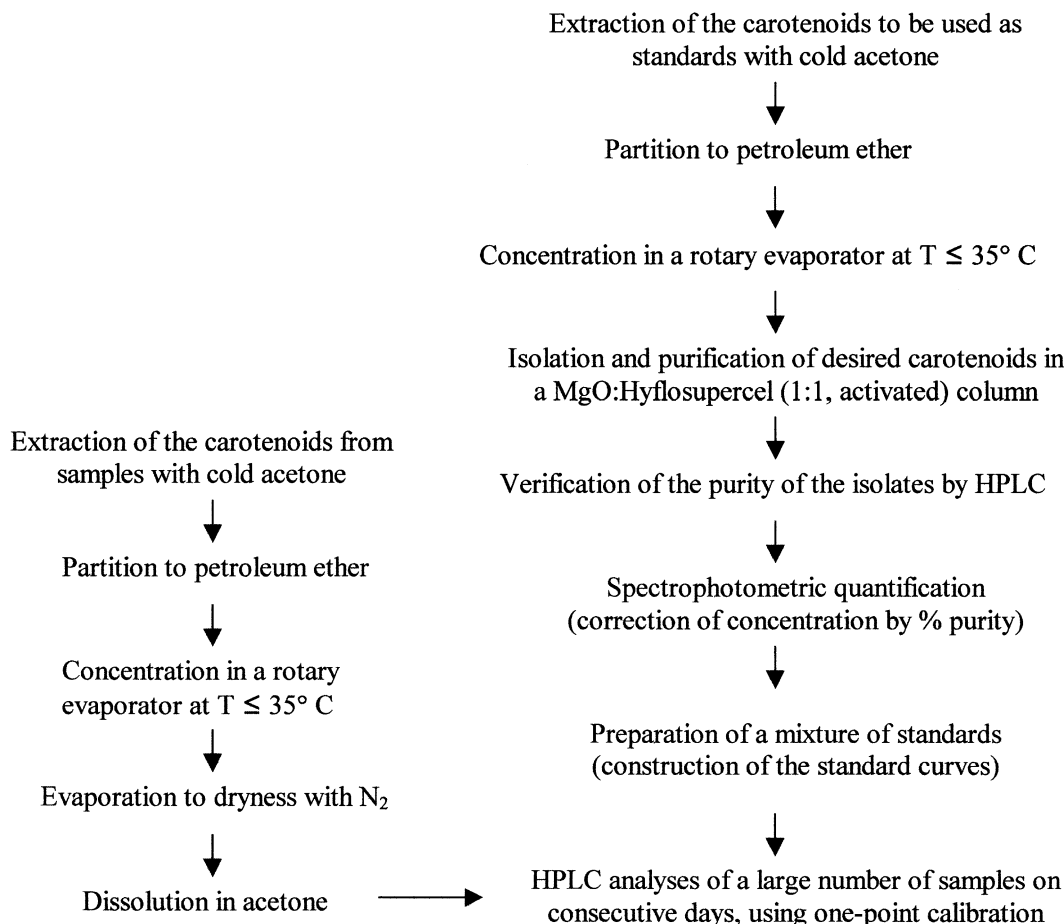 Extraction of the carotenoids to be used as
standards with cold acetone
Partition to petroleum ether
Concentration in a rotary evaporator at T ≤ 35° C
Isolation and purification of desired carotenoids in
a MgO:Hyflosupercel (1:1, activated) column
Verification of the purity of the isolates by HPLC
Spectrophotometric quantification
(correction of concentration by % purity)
Preparation of a mixture of standards
(construction of the standard curves)
Extraction of the carotenoids from
samples with cold acetone
Partition to petroleum ether
Concentration in a rotary
evaporator at T ≤ 35° C
Evaporation to dryness with N₂
Dissolution in acetone
HPLC analyses of a large number of samples on
consecutive days, using one-point calibration